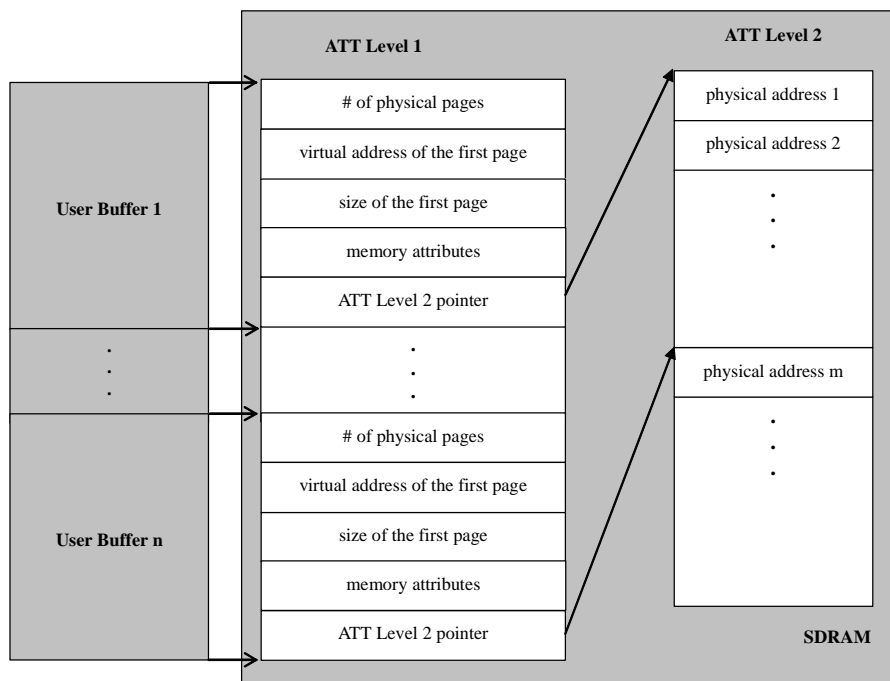 ATT Level 1
ATT Level 2
User Buffer 1
# of physical pages
virtual address of the first page
size of the first page
memory attributes
ATT Level 2 pointer
physical address 1
physical address 2
.
.
.
.
.
.
.
.
.
User Buffer n
# of physical pages
virtual address of the first page
size of the first page
memory attributes
ATT Level 2 pointer
physical address m
.
.
.
SDRAM